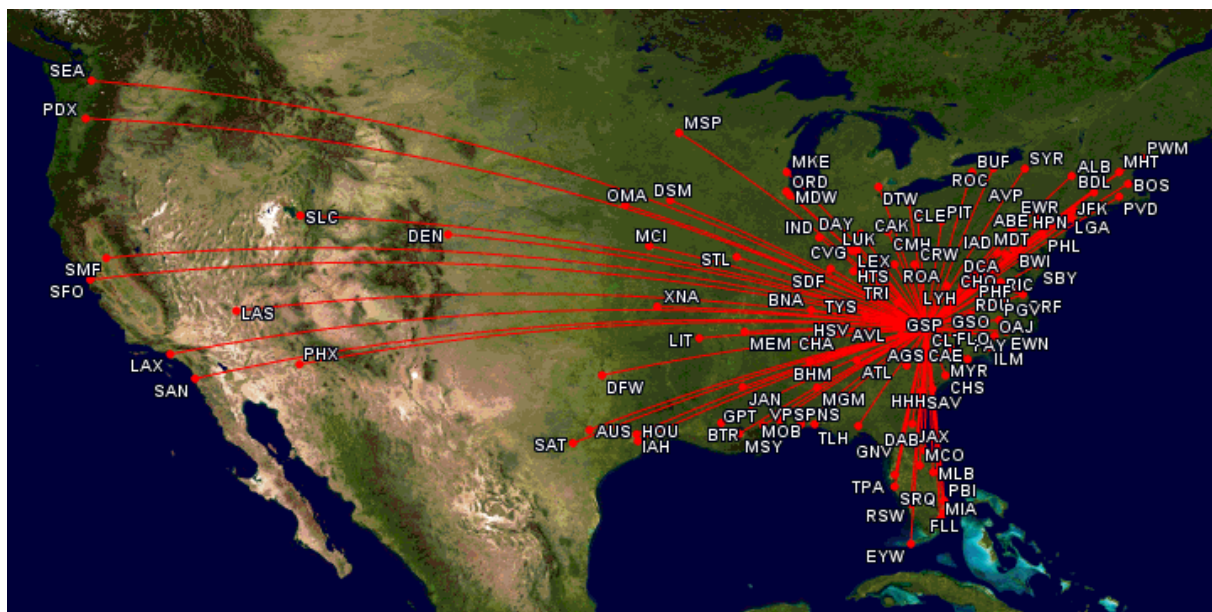 SEA
PDX
MSP
MKE
ORD
MDW
DTW
ROC
BUF
SYR
ALB
MHT
PWM
BDL
BOS
PVD
AVP
EWR
JFK
LGA
HPN
ABE
PIT
CLE
CAK
DAY
IND
OMA
DSM
SLC
DEN
MCI
STL
LUK
CVG
CMH
CRW
IAD
MDT
PHL
BWI
DCA
SBY
LEX
HTS
ROA
CHO
RIC
SDF
TRI
LYH
PHF
ORF
SMF
SFO
LAS
XNA
BNA
TYS
RDU
PGV
GSP
GSO
OAJ
LIT
MEM
CHA
HSV
AVL
CLT
FLO
FAY
EWN
ILM
LAX
SAN
PHX
DFW
BHM
ATL
AGS
CAE
MYR
CHS
JAN
MGM
HHH
SAV
SAT
AUS
HOU
IAH
GPT
BTR
MSY
MOB
VPS
PNS
TLH
GNV
DAB
JAX
MCO
MLB
TPA
SRQ
PBI
MIA
RSW
FLL
EYW